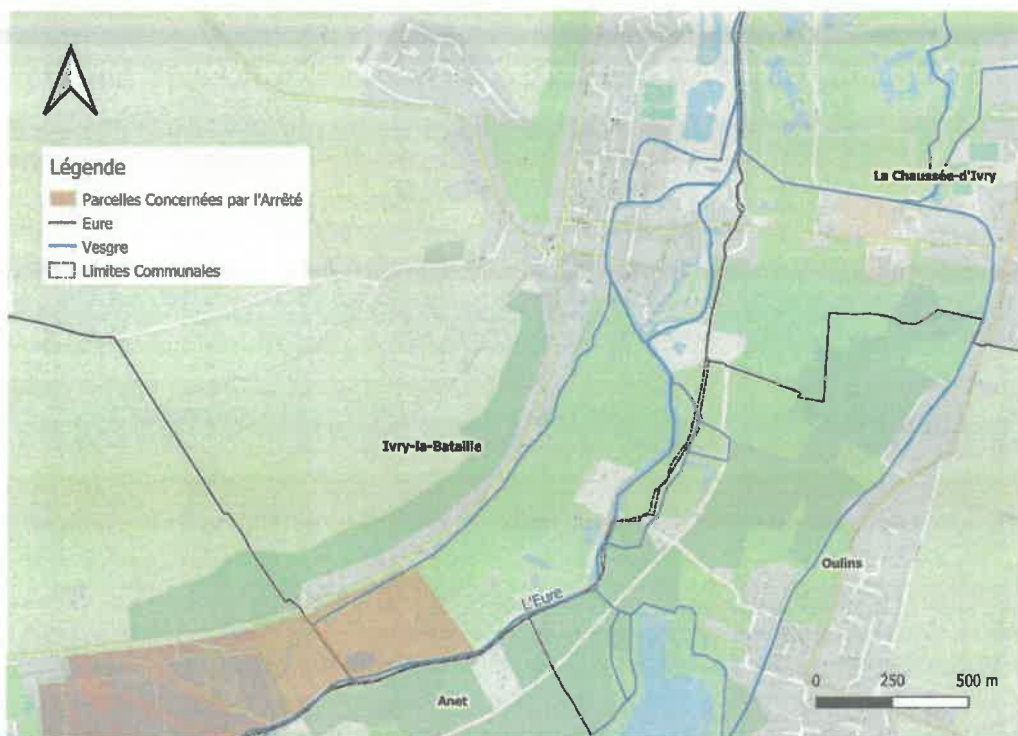 Légende
Parcelles Concernées par l'Arrêté
Eure
Vesgre
Limites Communales
La Chaussée-d'Ivry
Ivry-la-Bataille
Oulins
L'Eure
Anet
0 250 500 m